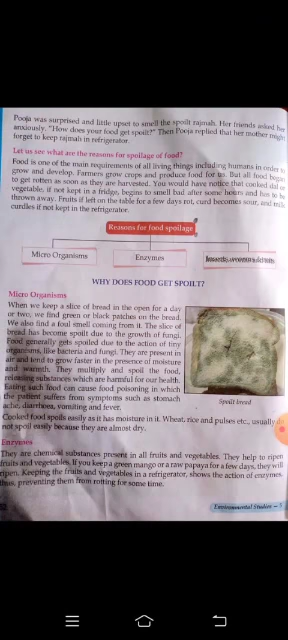 Pooja was surprised and little upset to smell the spoilt rajmah. Her friends asked her
anxiously, "How does your food get spoilt?" Then Pooja replied that her mother might
forget to keep rajmah in refrigerator.
Let us see what are the reasons for spoilage of food?
Food is one of the main requirements of all living things including humans in order to
grow and develop. Farmers grow crops and produce food for us. But all food began
to get rotten as soon as they are harvested. You would have notice that cooked dal or
vegetable, if not kept in a fridge, begins to smell bad after some hours and has to be
thrown away. Fruits if left on the table for a few days rot, curd becomes sour, and milk
curdles if not kept in the refrigerator.
Reasons for food spoilage
Micro Organisms
Enzymes
WHY DOES FOOD GET SPOILT?
Micro Organisms
When we keep a slice of bread in the open for a day
or two, we find green or black patches on the bread.
We also find a foul smell coming from it. The slice of
bread has become spoilt due to the growth of fungi.
Food generally gets spoiled due to the action of tiny
organisms, like bacteria and fungi. They are present in
air and tend to grow faster in the presence of moisture
and warmth. They multiply and spoil the food,
releasing substances which are harmful for our health.
Eating such food can cause food poisoning in which
the patient suffers from symptoms such as stomach
ache, diarrhoea, vomiting and fever.
Spoilt bread
Cooked food spoils easily as it has moisture in it. Wheat, rice and pulses etc., usually do
not spoil easily because they are almost dry.
Enzymes
They are chemical substances present in all fruits and vegetables. They help to ripen
fruits and vegetables. If you keep a green mango or a raw papaya for a few days, they will
ripen. Keeping the fruits and vegetables in a refrigerator, shows the action of enzymes,
thus, preventing them from rotting for some time.
Environmental Studies –